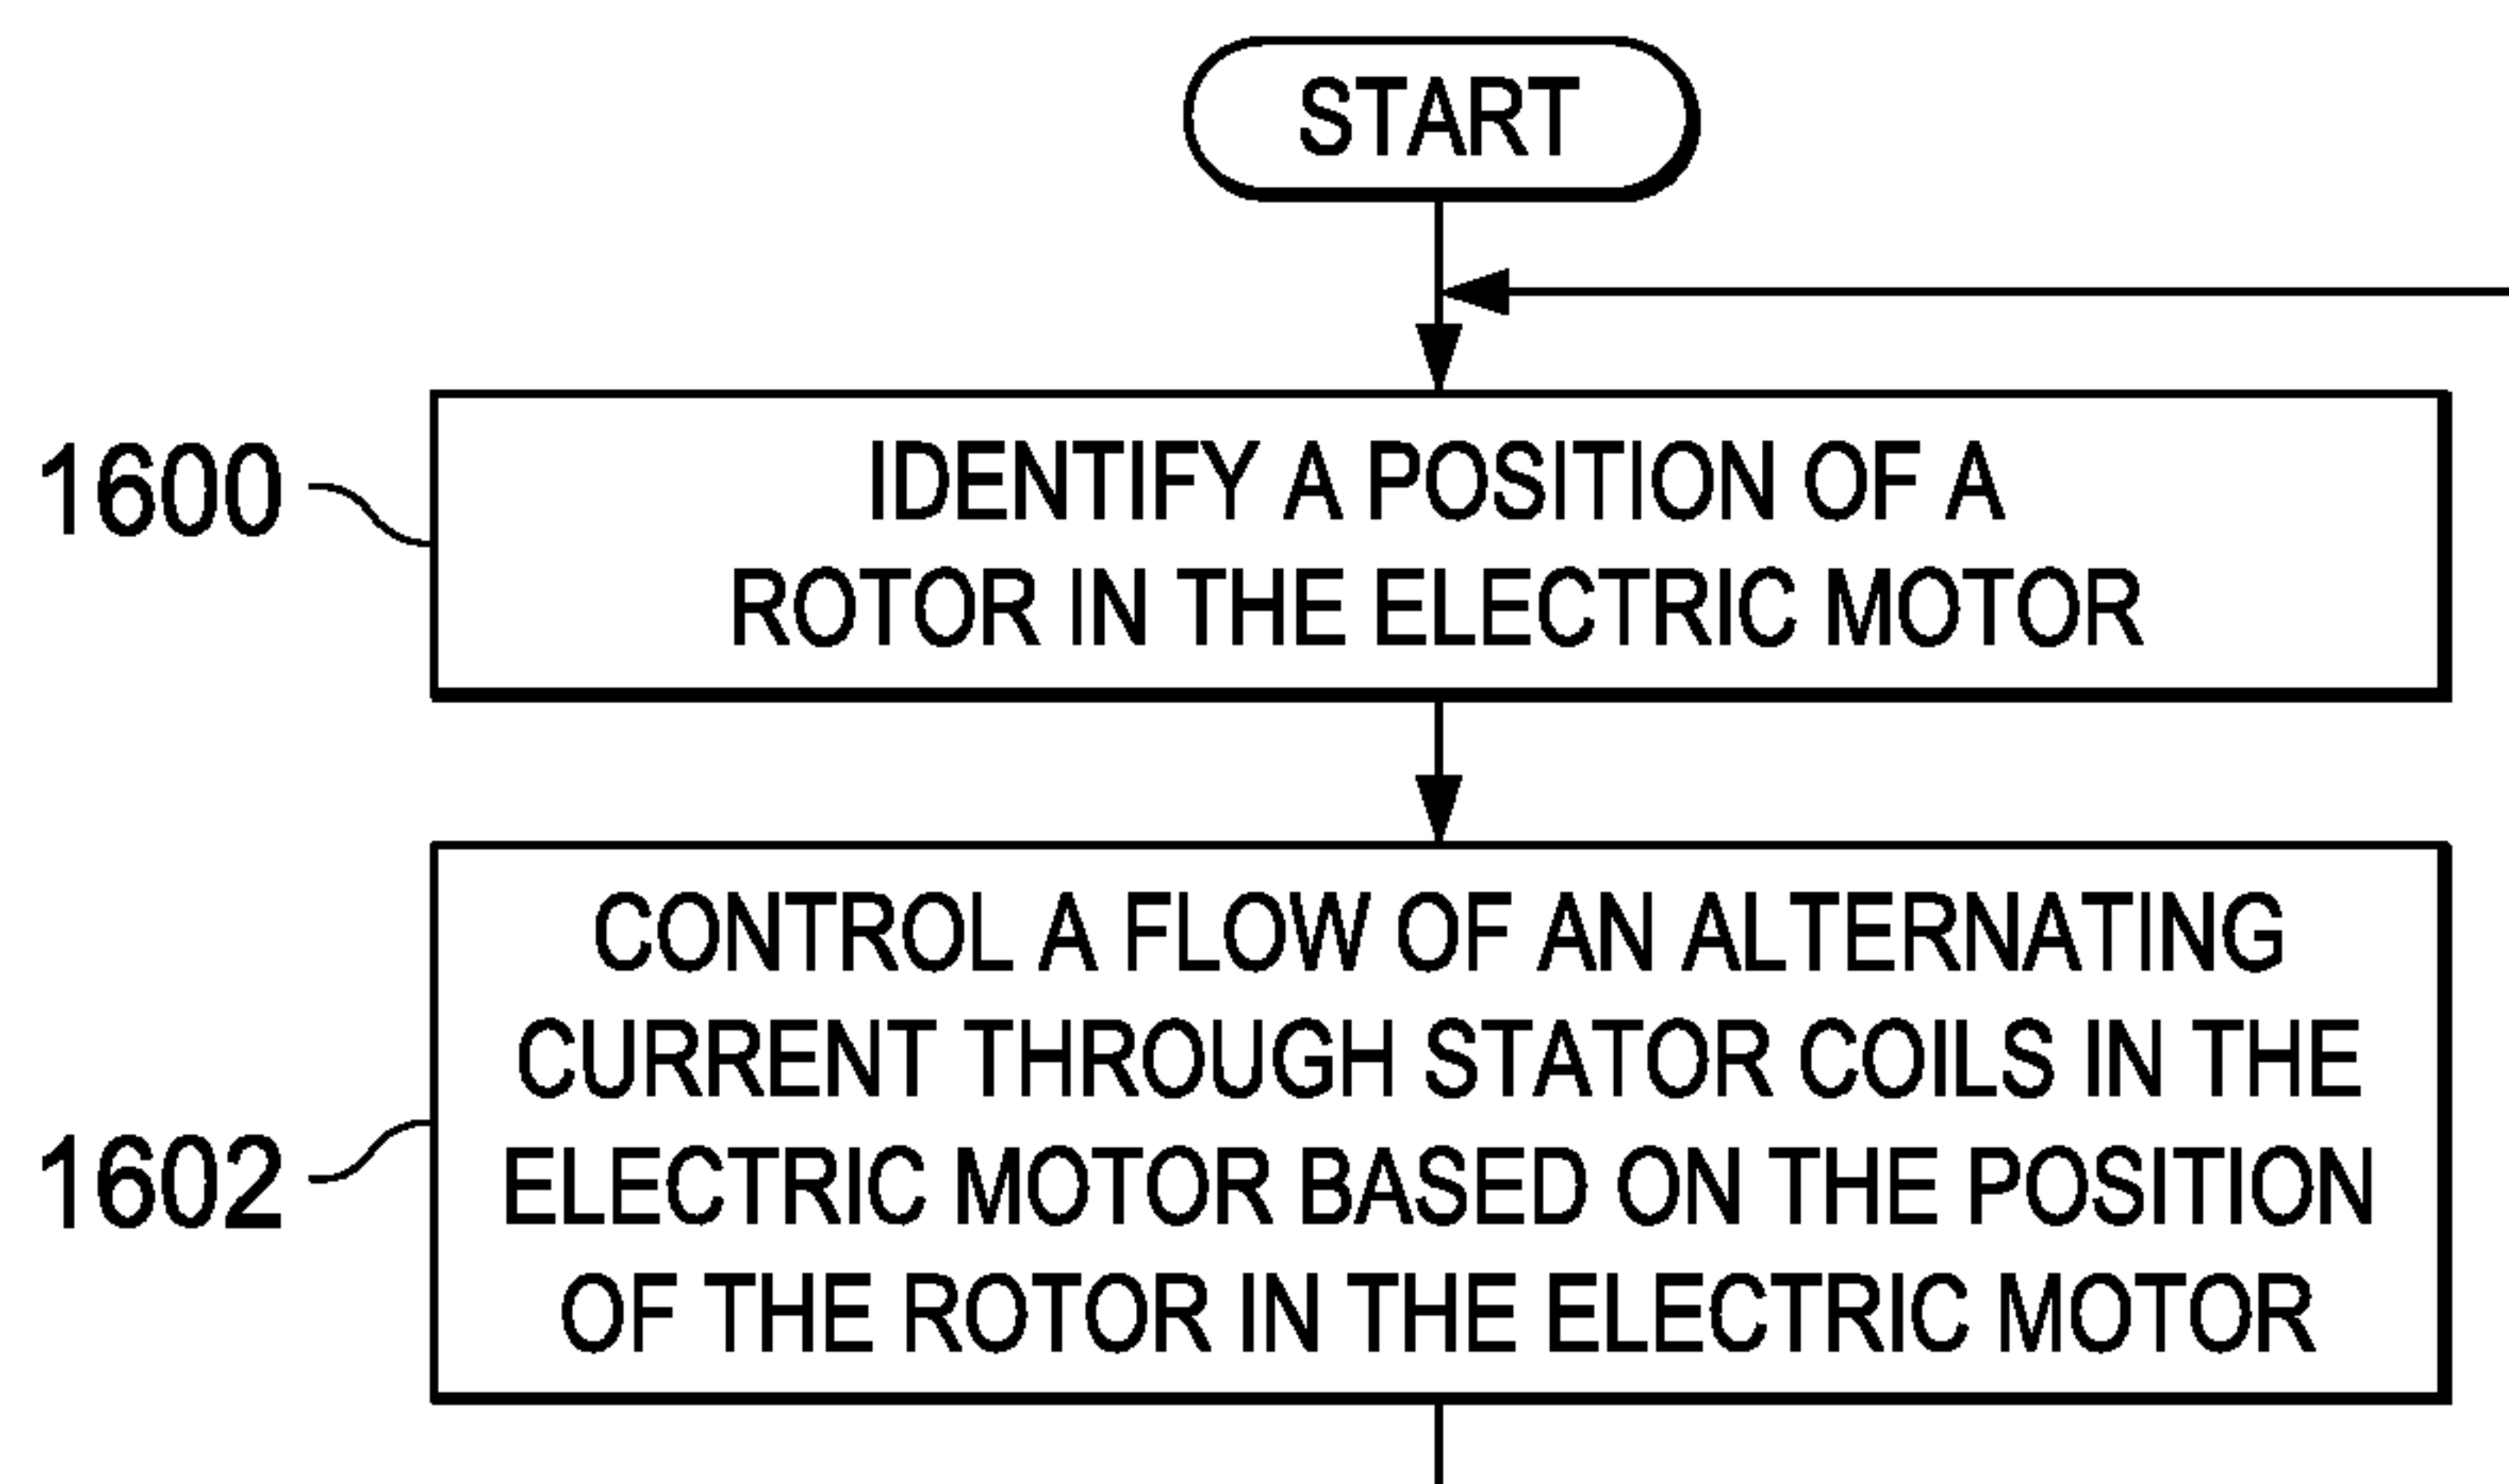 START
1600
IDENTIFY A POSITION OF A
ROTOR IN THE ELECTRIC MOTOR
CONTROL A FLOW OF AN ALTERNATING
CURRENT THROUGH STATOR COILS IN THE
1602
ELECTRIC MOTOR BASED ON THE POSITION
OF THE ROTOR IN THE ELECTRIC MOTOR